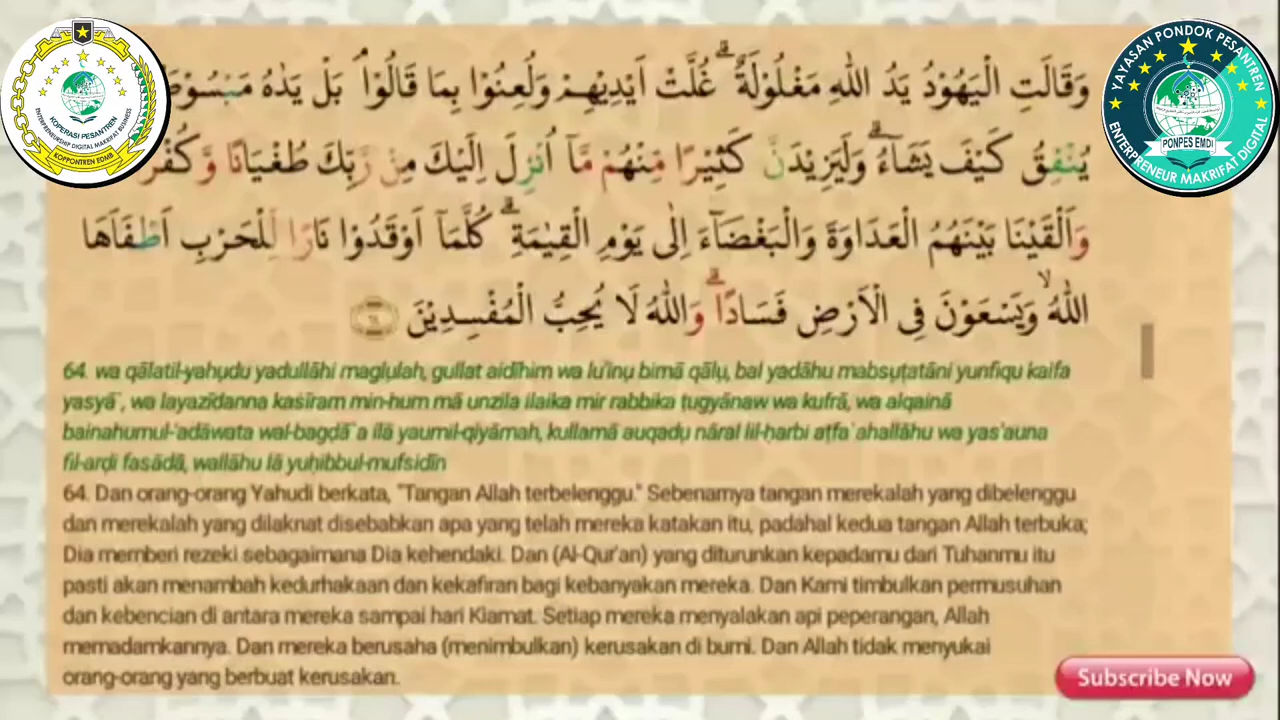 وَقَالَتِ الْيَهُوْدُ يَدُ اللّٰهِ مَغْلُوْلَةٌ ۗ غُلَّتْ اَيْدِيْهِمْ وَلُعِنُوْا بِمَا قَالُوْا ۘ بَلْ يَدٰهُ
يُنْفِقُ كَيْفَ يَشَاۤءُ ۗ وَلَيَزِيْدَنَّ كَثِيْرًا مِّنْهُمْ مَّآ اُنْزِلَ اِلَيْكَ مِنْ رَّبِّكَ طُغْيَانًا وَّكُفْرًا
وَاَلْقَيْنَا بَيْنَهُمُ الْعَدَاوَةَ وَالْبَغْضَاۤءَ اِلٰى يَوْمِ الْقِيٰمَةِ ۗ كُلَّمَآ اَوْقَدُوْا نَارًا لِّلْحَرْبِ اَطْفَاَهَا
اللّٰهُ ۙ وَيَسْعَوْنَ فِى الْاَرْضِ فَسَادًا ۗ وَاللّٰهُ لَا يُحِبُّ الْمُفْسِدِيْنَ
64. wa qālatil-yahụdu yadullāhi maglụlah, gullat aidīhim wa lu'inụ bimā qālụ, bal yadāhu mabsụṭatāni yunfiqu kaifa
yasyā`, wa layazīdanna kaṡīram min-hum mā unzila ilaika mir rabbika ṭugyānaw wa kufrā, wa alqainā
bainahumul-'adāwata wal-bagḍā`a ilā yaumil-qiyāmah, kullamā auqadụ nāral lil-ḥarbi aṭfa`ahallāhu wa yas'auna
fil-arḍi fasādā, wallāhu lā yuḥibbul-mufsidīn
64. Dan orang-orang Yahudi berkata, "Tangan Allah terbelenggu." Sebenarnya tangan merekalah yang dibelenggu
dan merekalah yang dilaknat disebabkan apa yang telah mereka katakan itu, padahal kedua tangan Allah terbuka;
Dia memberi rezeki sebagaimana Dia kehendaki. Dan (Al-Qur'an) yang diturunkan kepadamu dari Tuhanmu itu
pasti akan menambah kedurhakaan dan kekafiran bagi kebanyakan mereka. Dan Kami timbulkan permusuhan
dan kebencian di antara mereka sampai hari Kiamat. Setiap mereka menyalakan api peperangan, Allah
memadamkannya. Dan mereka berusaha (menimbulkan) kerusakan di bumi. Dan Allah tidak menyukai
orang-orang yang berbuat kerusakan.
KOPERASI PESANTREN
ENTREPRENEURSHIP DIGITAL MAKRIFAT BUSINESS
KOPPONTREN EDMB
YAYASAN PONDOK PESANTREN
PONPES EMDI
ENTERPRENEUR MAKRIFAT DIGITAL
Subscribe Now